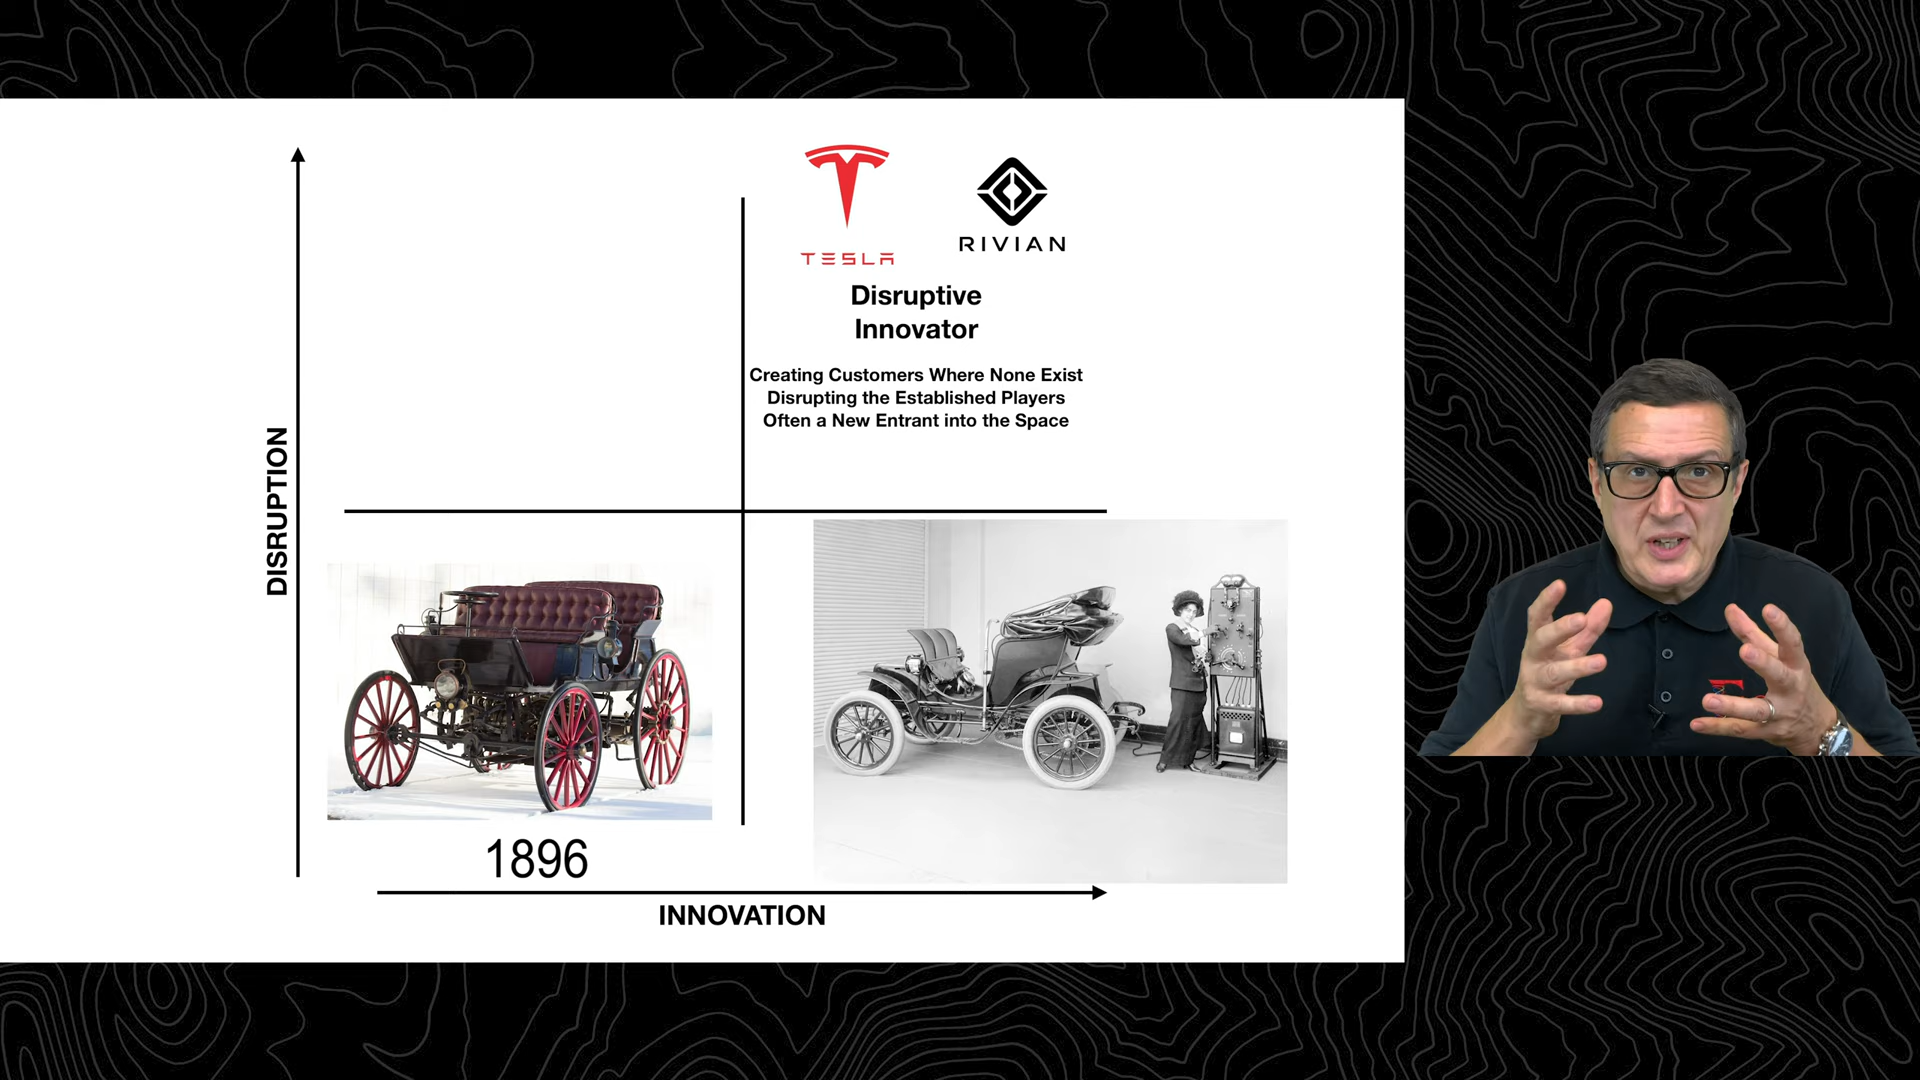 TESLA
RIVIAN
Disruptive
Innovator
Creating Customers Where None Exist
Disrupting the Established Players
Often a New Entrant into the Space
DISRUPTION
1896
INNOVATION